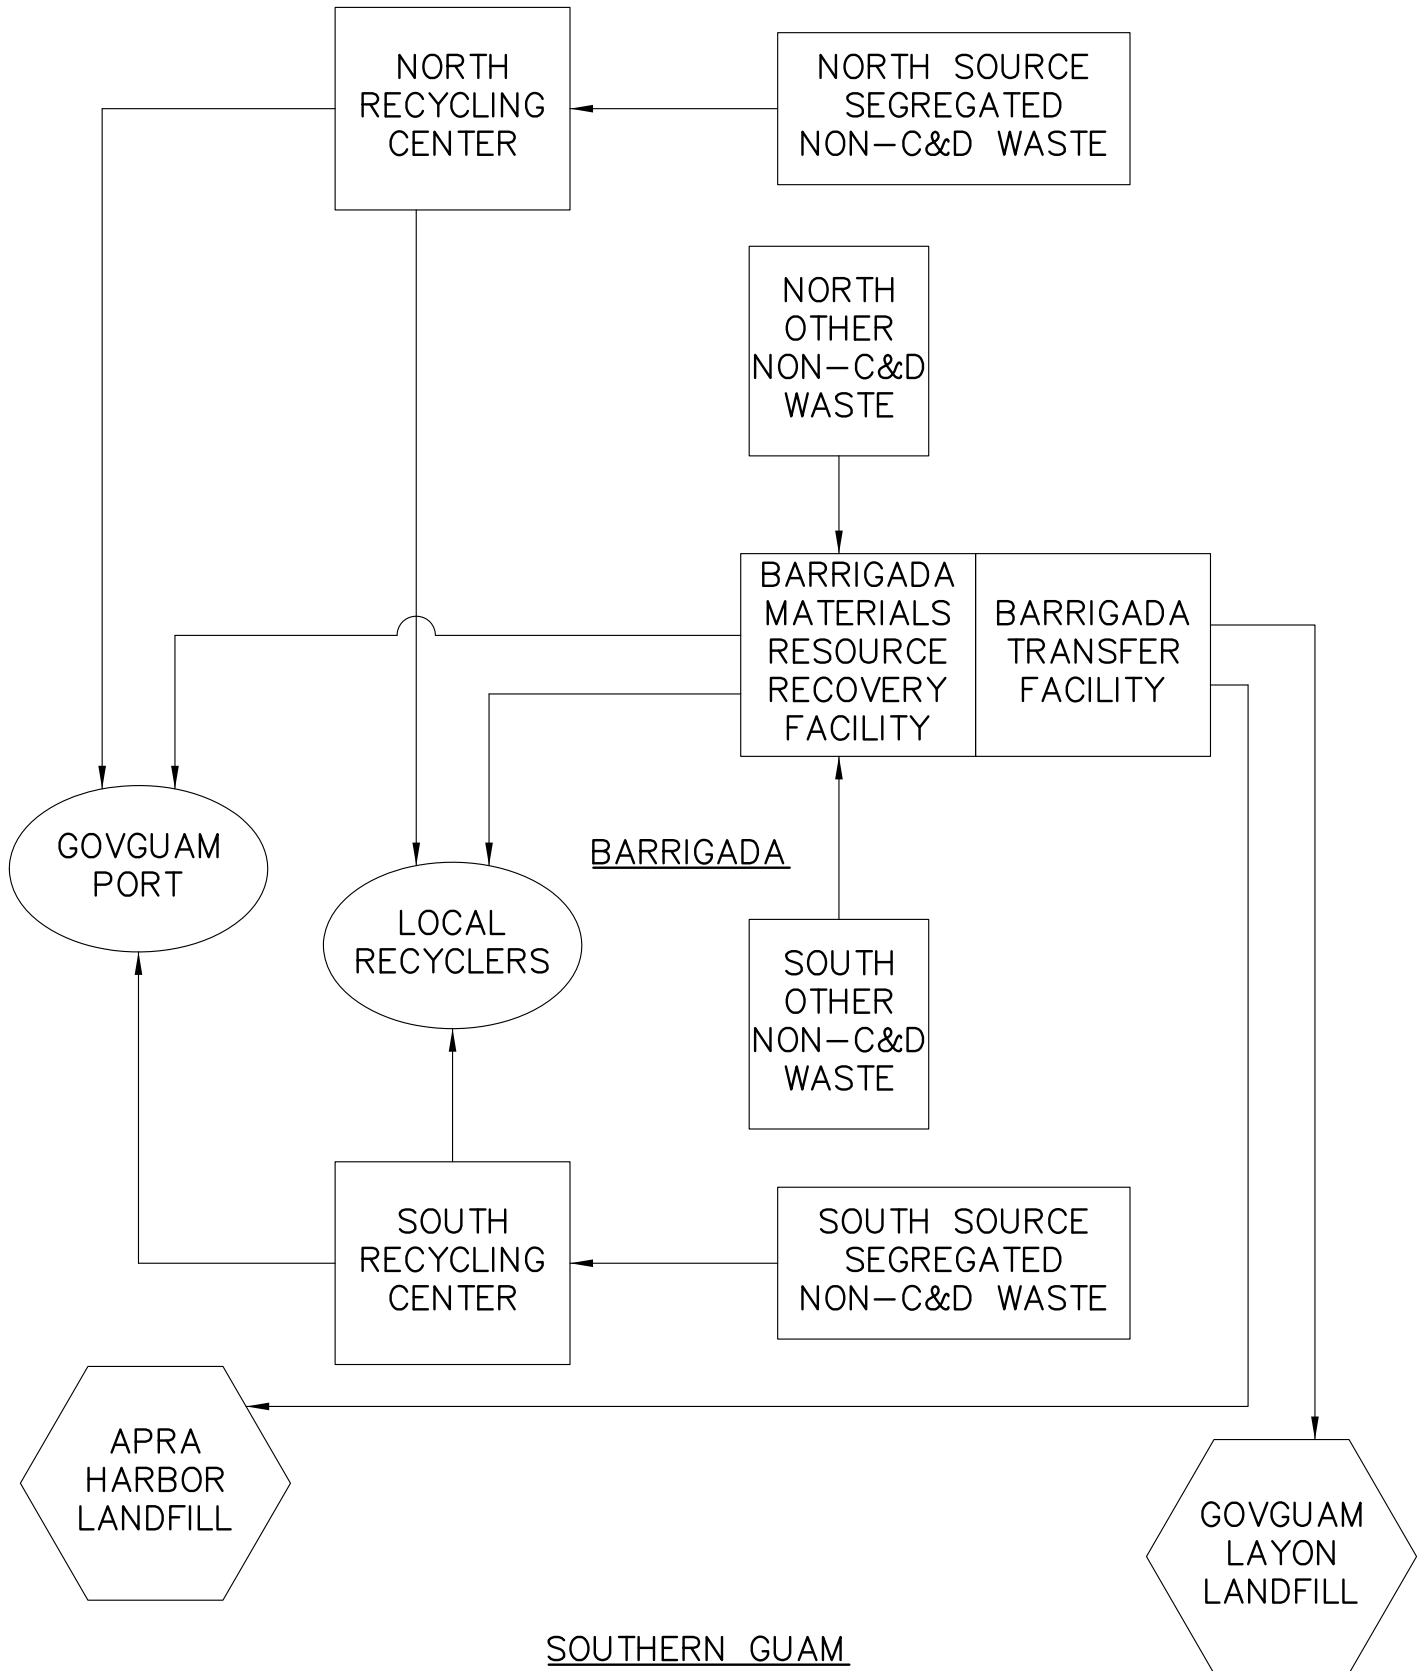 NORTH
RECYCLING
CENTER
NORTH SOURCE
SEGREGATED
NON-C&D WASTE
NORTH
OTHER
NON-C&D
WASTE
BARRIGADA
MATERIALS
RESOURCE
RECOVERY
FACILITY
BARRIGADA
TRANSFER
FACILITY
GOVGUAM
PORT
BARRIGADA
LOCAL
RECYCLERS
SOUTH
OTHER
NON-C&D
WASTE
SOUTH
RECYCLING
CENTER
SOUTH SOURCE
SEGREGATED
NON-C&D WASTE
APRA
HARBOR
LANDFILL
GOVGUAM
LAYON
LANDFILL
SOUTHERN GUAM